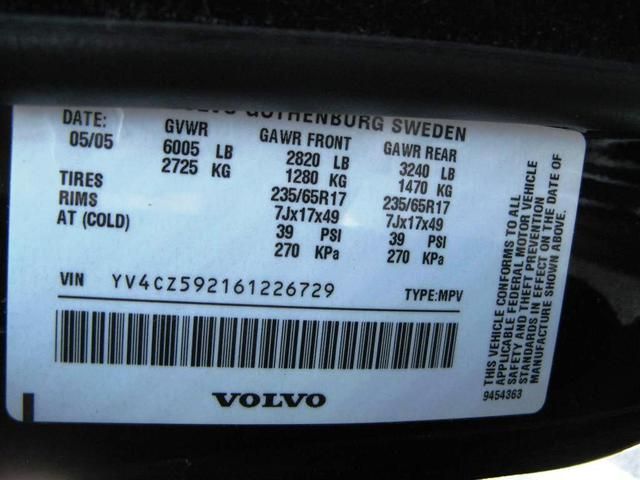 GOTHENBURG SWEDEN
DATE: GVWR GAWR FRONT GAWR REAR
05/05 6005 LB 2820 LB 3240 LB
2725 KG 1280 KG 1470 KG
TIRES 235/65R17 235/65R17
RIMS 7Jx17x49 7Jx17x49
AT (COLD) 39 PSI 39 PSI
270 KPa 270 KPa
VIN YV4CZ592161226729 TYPE:MPV
VOLVO
THIS VEHICLE CONFORMS TO ALL
APPLICABLE FEDERAL MOTOR VEHICLE
SAFETY AND THEFT PREVENTION
STANDARDS IN EFFECT ON THE DATE OF
MANUFACTURE SHOWN ABOVE.
9454363